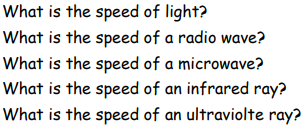 What is the speed of light?
What is the speed of a radio wave?
What is the speed of a microwave?
What is the speed of an infrared ray?
What is the speed of an ultraviolte ray?